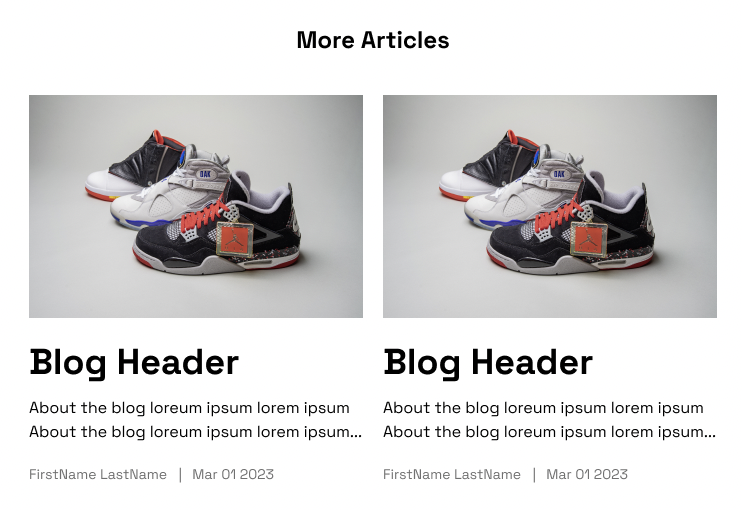 More Articles
OAK
OAK
Blog Header
About the blog loreum ipsum lorem ipsum
About the blog loreum ipsum lorem ipsum...
FirstName LastName | Mar 01 2023
Blog Header
About the blog loreum ipsum lorem ipsum
About the blog loreum ipsum lorem ipsum...
FirstName LastName | Mar 01 2023